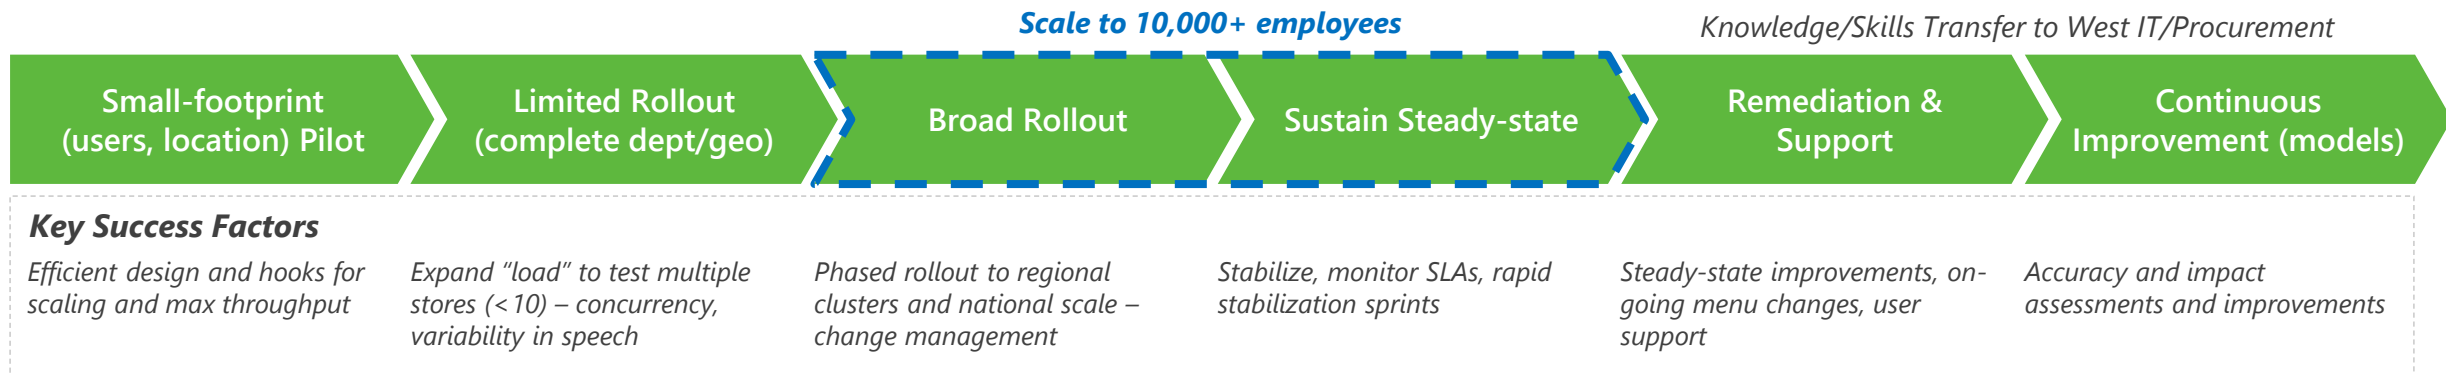 Scale to 10,000+ employees
Knowledge/Skills Transfer to West IT/Procurement
Small-footprint
(users, location) Pilot
Limited Rollout
(complete dept/geo)
Broad Rollout
Sustain Steady-state
Remediation &
Support
Continuous
Improvement (models)
Key Success Factors
Efficient design and hooks for
scaling and max throughput
Expand “load” to test multiple
stores (<10) – concurrency,
variability in speech
Phased rollout to regional
clusters and national scale –
change management
Stabilize, monitor SLAs, rapid
stabilization sprints
Steady-state improvements, on-
going menu changes, user
support
Accuracy and impact
assessments and improvements